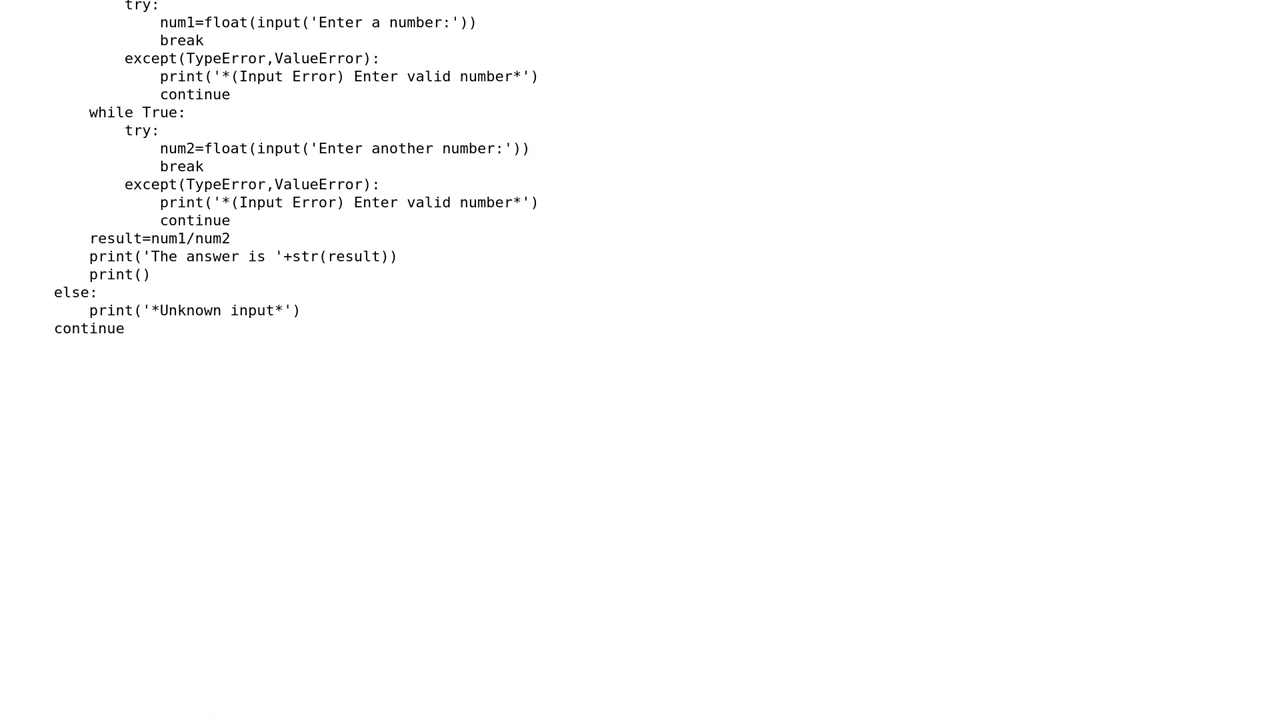 try:
num1=float(input('Enter a number:'))
break
except(TypeError,ValueError):
print('*(Input Error) Enter valid number*')
continue
while True:
try:
num2=float(input('Enter another number:'))
break
except(TypeError,ValueError):
print('*(Input Error) Enter valid number*')
continue
result=num1/num2
print('The answer is '+str(result))
print()
else:
print('*Unknown input*')
continue